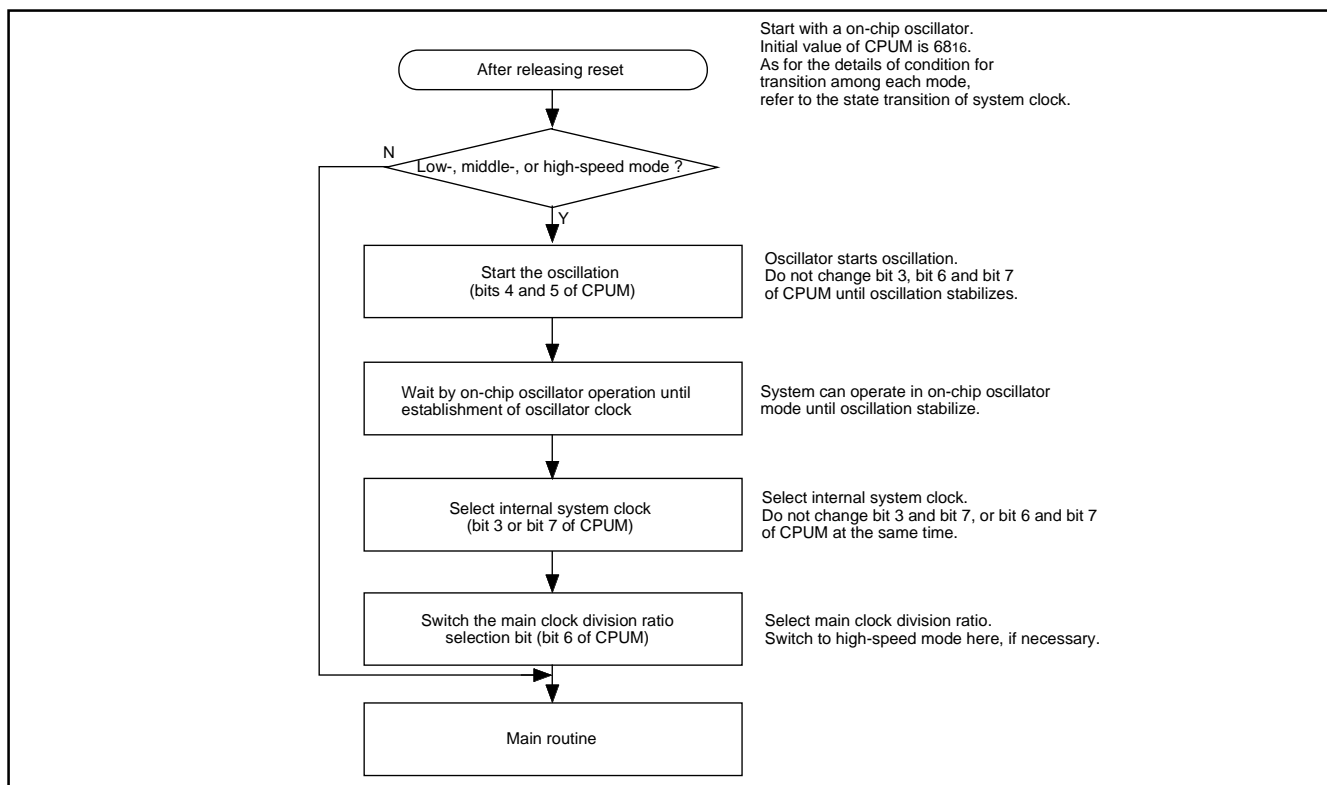 Start with a on-chip oscillator.
Initial value of CPUM is 6816.
As for the details of condition for
transition among each mode,
refer to the state transition of system clock.
After releasing reset
N
Low-, middle-, or high-speed mode ?
Y
Start the oscillation
(bits 4 and 5 of CPUM)
Oscillator starts oscillation.
Do not change bit 3, bit 6 and bit 7
of CPUM until oscillation stabilizes.
Wait by on-chip oscillator operation until
establishment of oscillator clock
System can operate in on-chip oscillator
mode until oscillation stabilize.
Select internal system clock
(bit 3 or bit 7 of CPUM)
Select internal system clock.
Do not change bit 3 and bit 7, or bit 6 and bit 7
of CPUM at the same time.
Switch the main clock division ratio
selection bit (bit 6 of CPUM)
Select main clock division ratio.
Switch to high-speed mode here, if necessary.
Main routine